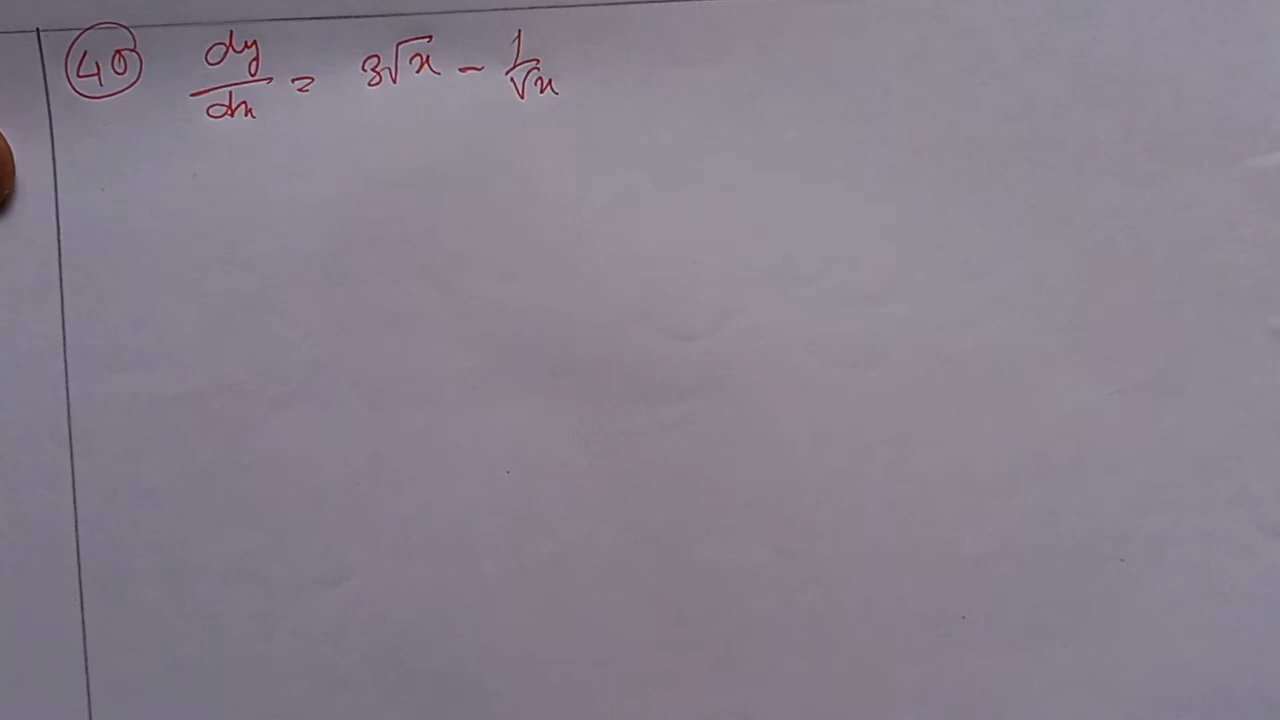 40 dy/dx = 3√x - 1/√x